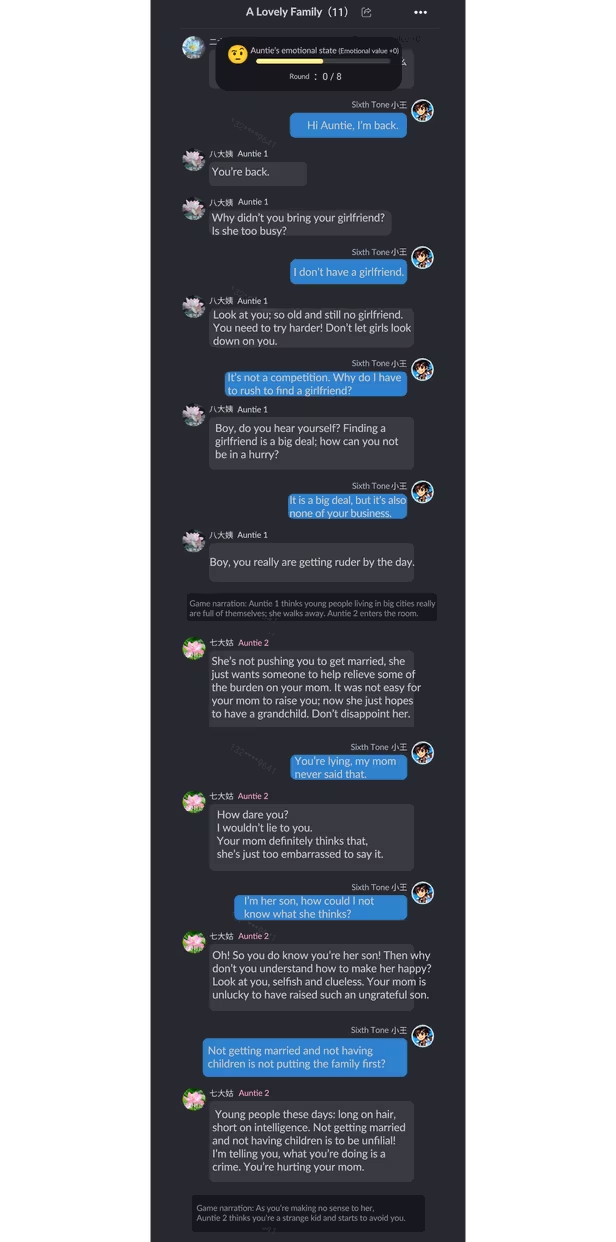 A Lovely Family（11）
Auntie's emotional state (Emotional value +0)
Round : 0 / 8
Sixth Tone 小王
Hi Auntie, I'm back.
八大姨 Auntie 1
You're back.
八大姨 Auntie 1
Why didn't you bring your girlfriend?
Is she too busy?
Sixth Tone 小王
I don't have a girlfriend.
八大姨 Auntie 1
Look at you; so old and still no girlfriend.
You need to try harder! Don't let girls look
down on you.
Sixth Tone 小王
It's not a competition. Why do I have
to rush to find a girlfriend?
八大姨 Auntie 1
Boy, do you hear yourself? Finding a
girlfriend is a big deal; how can you not
be in a hurry?
Sixth Tone 小王
It is a big deal, but it's also
none of your business.
八大姨 Auntie 1
Boy, you really are getting ruder by the day.
Game narration: Auntie 1 thinks young people living in big cities really
are full of themselves; she walks away. Auntie 2 enters the room.
七大姑 Auntie 2
She's not pushing you to get married, she
just wants someone to help relieve some of
the burden on your mom. It was not easy for
your mom to raise you; now she just hopes
to have a grandchild. Don't disappoint her.
Sixth Tone 小王
You're lying, my mom
never said that.
七大姑 Auntie 2
How dare you?
I wouldn't lie to you.
Your mom definitely thinks that,
she's just too embarrassed to say it.
Sixth Tone 小王
I'm her son, how could I not
know what she thinks?
七大姑 Auntie 2
Oh! So you do know you're her son! Then why
don't you understand how to make her happy?
Look at you, selfish and clueless. Your mom is
unlucky to have raised such an ungrateful son.
Sixth Tone 小王
Not getting married and not having
children is not putting the family first?
七大姑 Auntie 2
Young people these days: long on hair,
short on intelligence. Not getting married
and not having children is to be unfilial!
I'm telling you, what you're doing is a
crime. You're hurting your mom.
Game narration: As you're making no sense to her,
Auntie 2 thinks you're a strange kid and starts to avoid you.